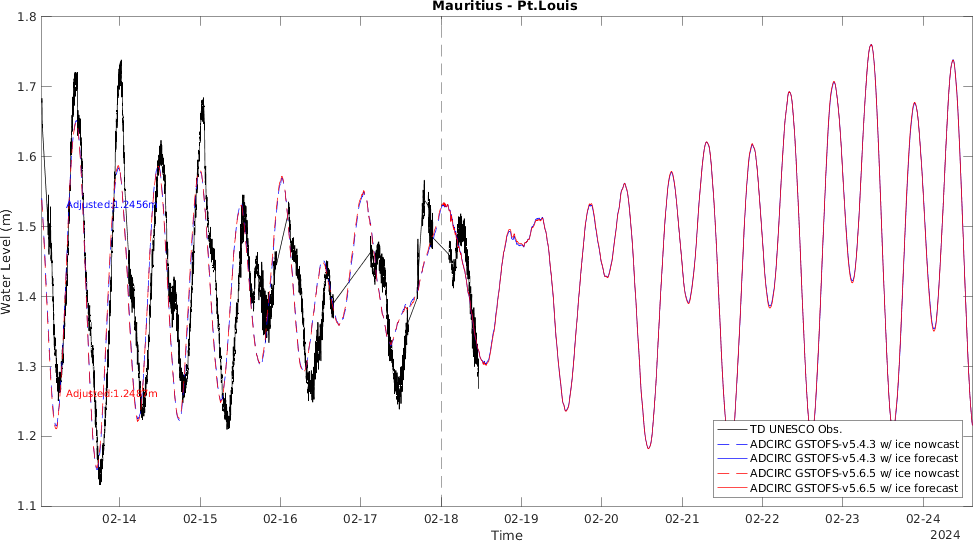 Mauritius - Pt.Louis
Water Level (m)
1.8
1.7
1.6
1.5
1.4
1.3
1.2
1.1
Adjusted:1.2456m
TD UNESCO Obs.
ADCIRC GSTOFS-v5.4.3 w/ ice nowcast
ADCIRC GSTOFS-v5.4.3 w/ ice forecast
ADCIRC GSTOFS-v5.6.5 w/ ice nowcast
ADCIRC GSTOFS-v5.6.5 w/ ice forecast
02-14 02-15 02-16 02-17 02-18 02-19 02-20 02-21 02-22 02-23 02-24
Time
2024